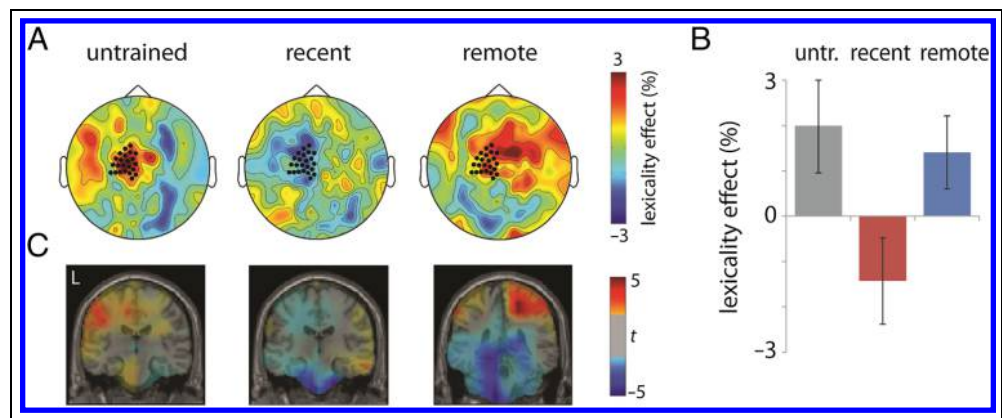 A
untrained
recent
remote
3
lexicality effect (%)
−3
B
untr.
recent
remote
3
0
−3
lexicality effect (%)
C
L
5
t
−5